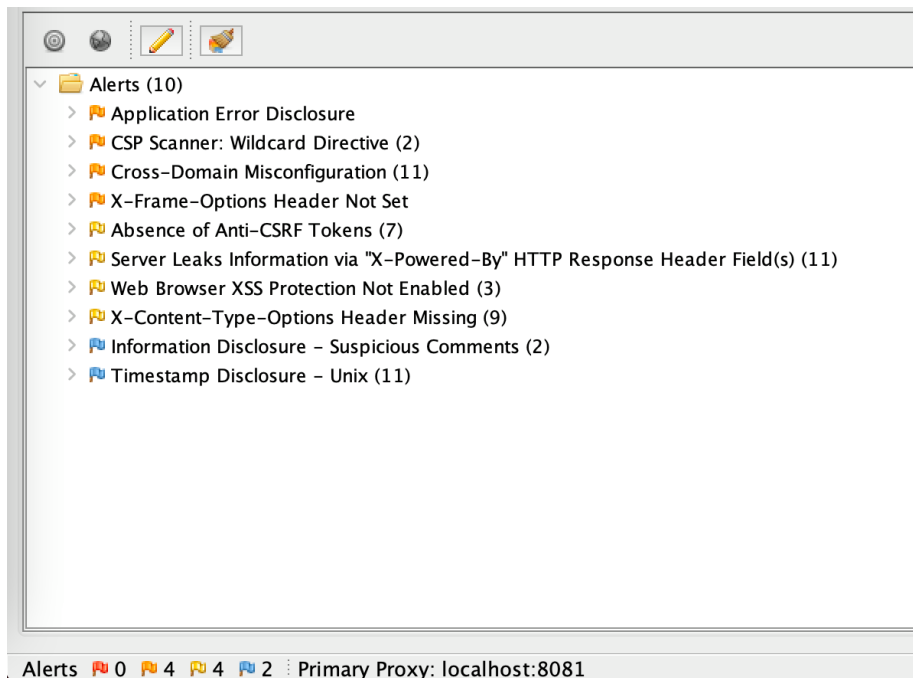 Alerts (10)
Application Error Disclosure
CSP Scanner: Wildcard Directive (2)
Cross-Domain Misconfiguration (11)
X-Frame-Options Header Not Set
Absence of Anti-CSRF Tokens (7)
Server Leaks Information via "X-Powered-By" HTTP Response Header Field(s) (11)
Web Browser XSS Protection Not Enabled (3)
X-Content-Type-Options Header Missing (9)
Information Disclosure - Suspicious Comments (2)
Timestamp Disclosure - Unix (11)
Alerts 0 4 4 2 Primary Proxy: localhost:8081